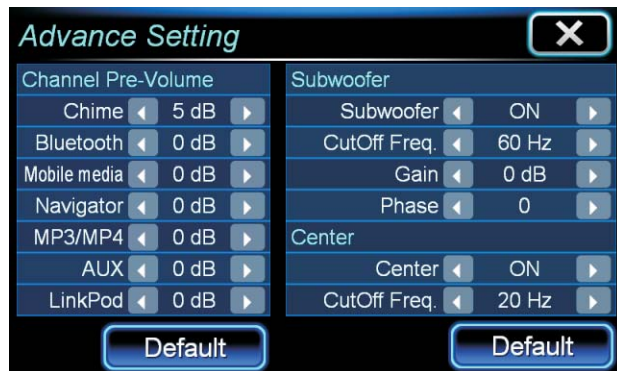 Advance Setting
Channel Pre-Volume
Chime 5 dB
Bluetooth 0 dB
Mobile media 0 dB
Navigator 0 dB
MP3/MP4 0 dB
AUX 0 dB
LinkPod 0 dB
Default
Subwoofer
Subwoofer ON
CutOff Freq. 60 Hz
Gain 0 dB
Phase 0
Center
Center ON
CutOff Freq. 20 Hz
Default